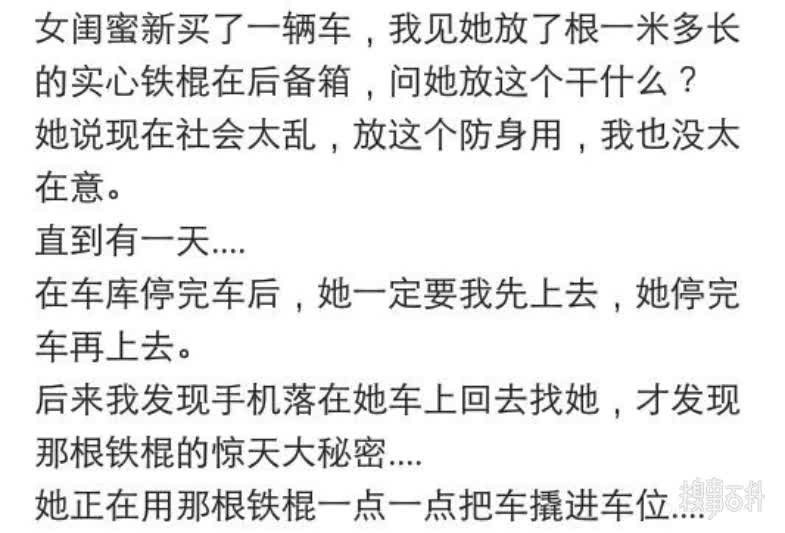 女闺蜜新买了一辆车，我见她放了根一米多长
的实心铁棍在后备箱，问她放这个干什么？
她说现在社会太乱，放这个防身用，我也没太
在意。
直到有一天....
在车库停完车后，她一定要我先上去，她停完
车再上去。
后来我发现手机落在她车上回去找她，才发现
那根铁棍的惊天大秘密....
她正在用那根铁棍一点一点把车撬进车位....
糗事百科